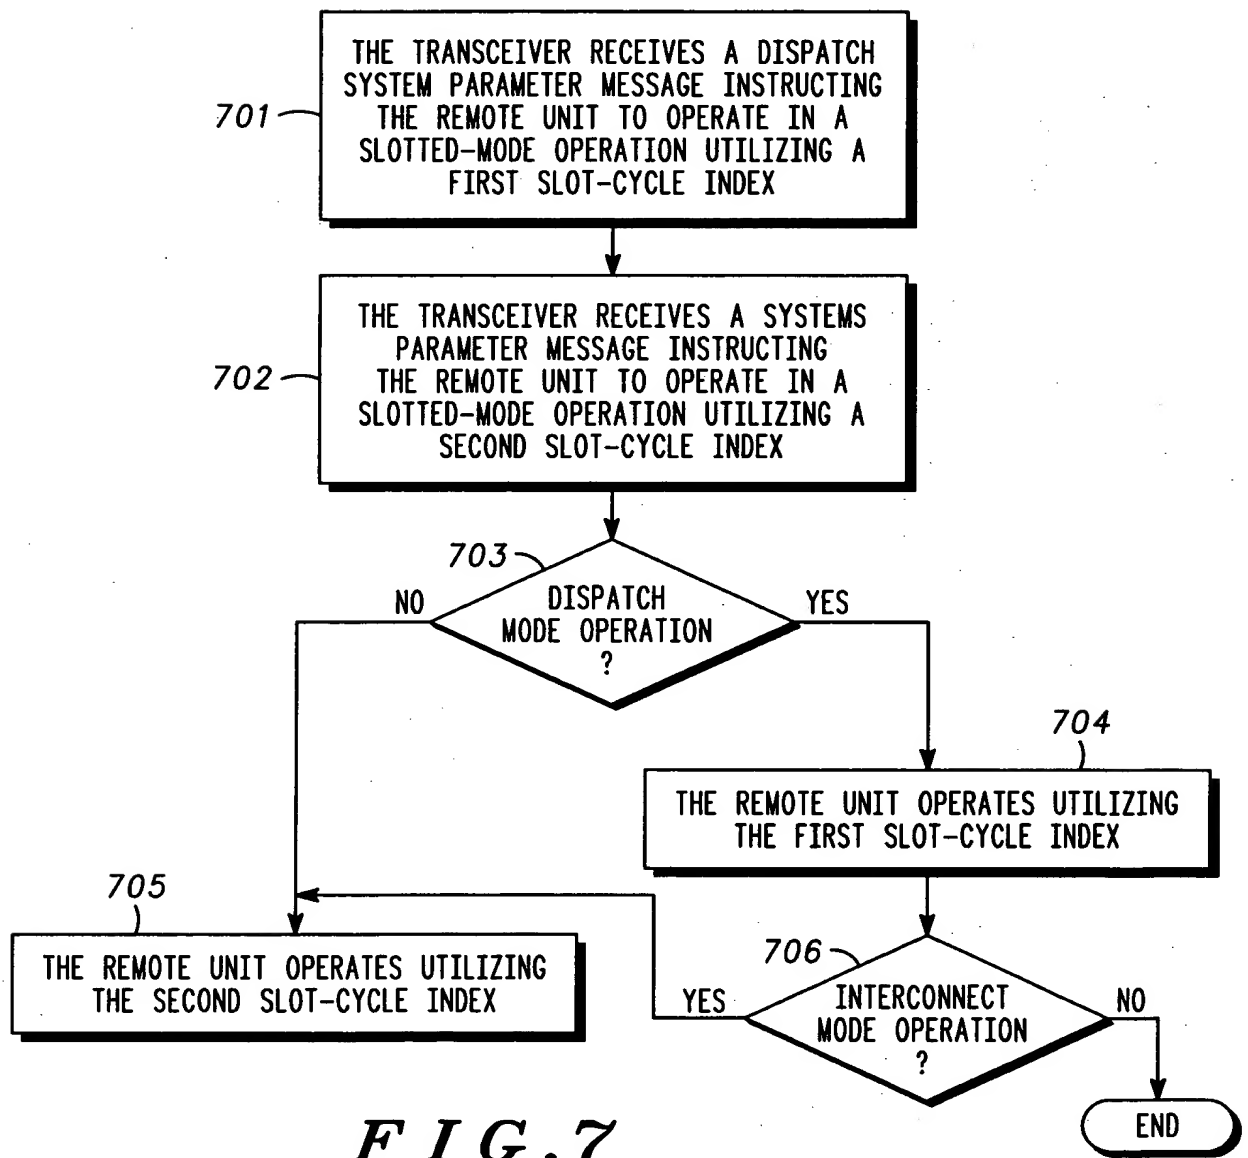 THE TRANSCEIVER RECEIVES A DISPATCH
SYSTEM PARAMETER MESSAGE INSTRUCTING
THE REMOTE UNIT TO OPERATE IN A
SLOTTED-MODE OPERATION UTILIZING A
FIRST SLOT-CYCLE INDEX
701
THE TRANSCEIVER RECEIVES A SYSTEMS
PARAMETER MESSAGE INSTRUCTING
THE REMOTE UNIT TO OPERATE IN A
SLOTTED-MODE OPERATION UTILIZING A
SECOND SLOT-CYCLE INDEX
702
703
NO
DISPATCH
MODE OPERATION
?
YES
704
THE REMOTE UNIT OPERATES UTILIZING
THE FIRST SLOT-CYCLE INDEX
705
THE REMOTE UNIT OPERATES UTILIZING
THE SECOND SLOT-CYCLE INDEX
706
YES
INTERCONNECT
MODE OPERATION
?
NO
END
FIG.7